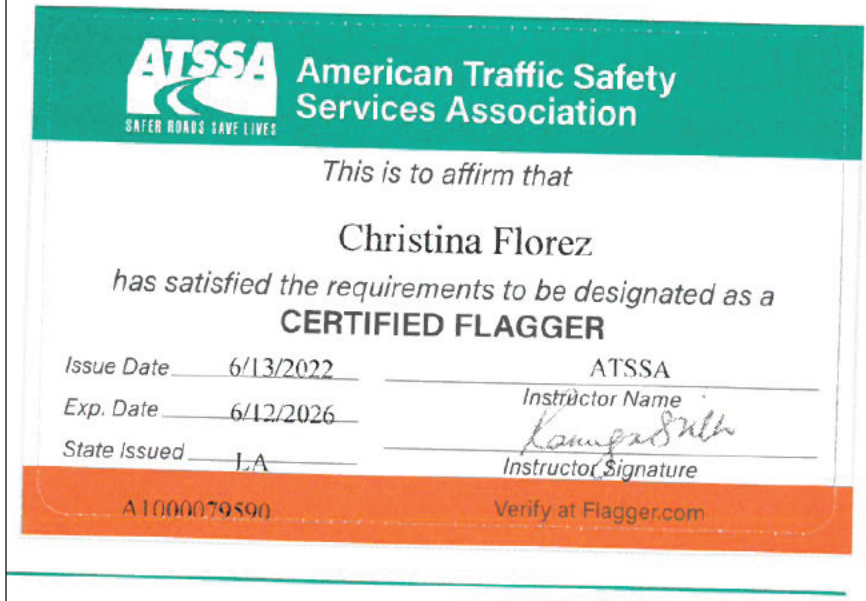 ATSSA
SAFER ROADS SAVE LIVES
American Traffic Safety
Services Association
This is to affirm that
Christina Florez
has satisfied the requirements to be designated as a
CERTIFIED FLAGGER
Issue Date 6/13/2022
ATSSA
Instructor Name
Exp. Date 6/12/2026
State Issued LA
Instructor Signature
A1000079590
Verify at Flagger.com